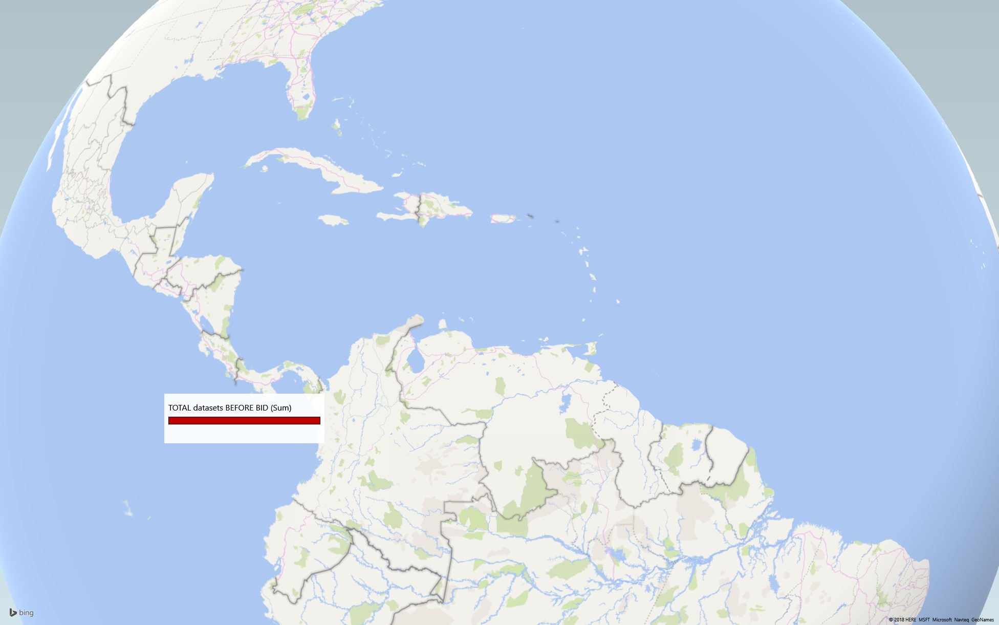 TOTAL datasets BEFORE BID (Sum)
bing
© 2018 HERE MSFT Microsoft Navteq GeoNames